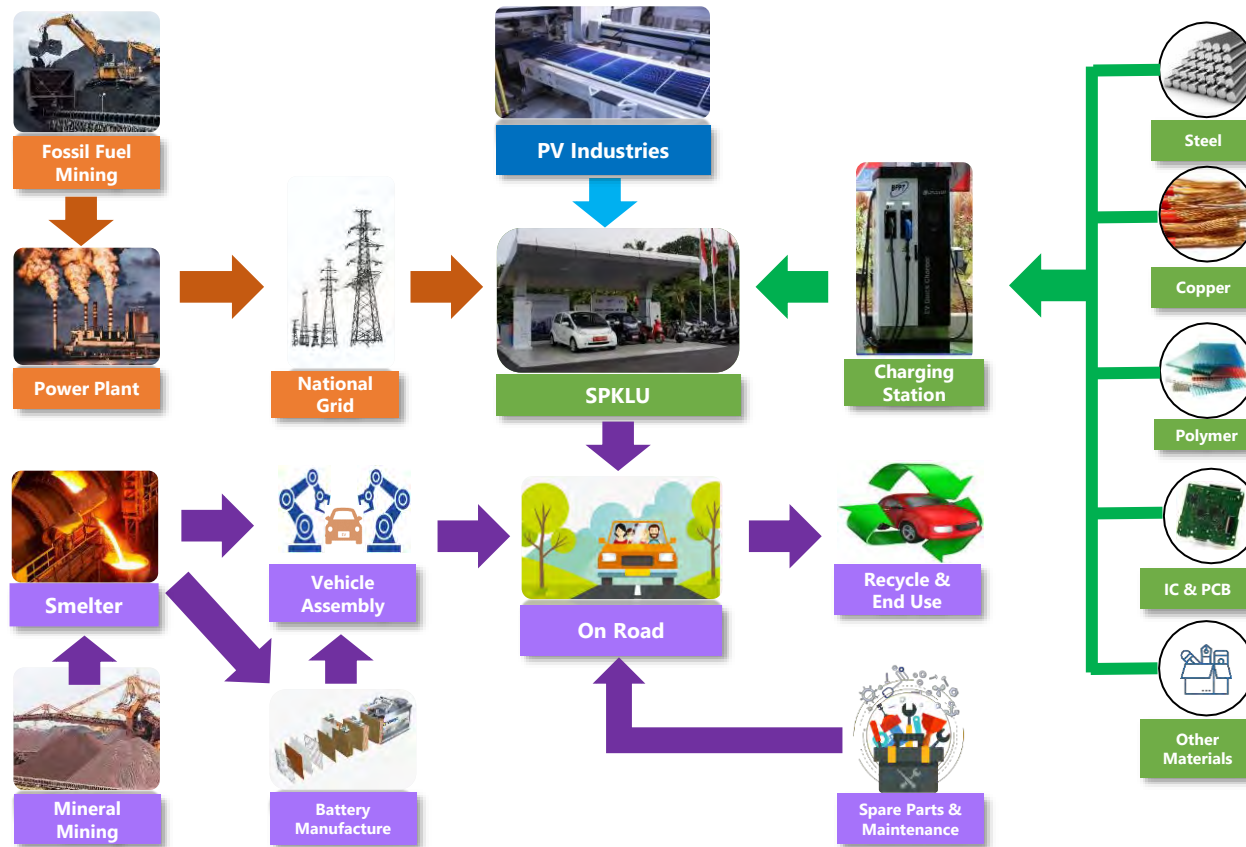 Fossil Fuel
Mining
PV Industries
Steel
Copper
Power Plant
National
Grid
SPKLU
Charging
Station
Polymer
Smelter
Vehicle
Assembly
On Road
Recycle &
End Use
IC & PCB
Mineral
Mining
Battery
Manufacture
Spare Parts &
Maintenance
Other
Materials